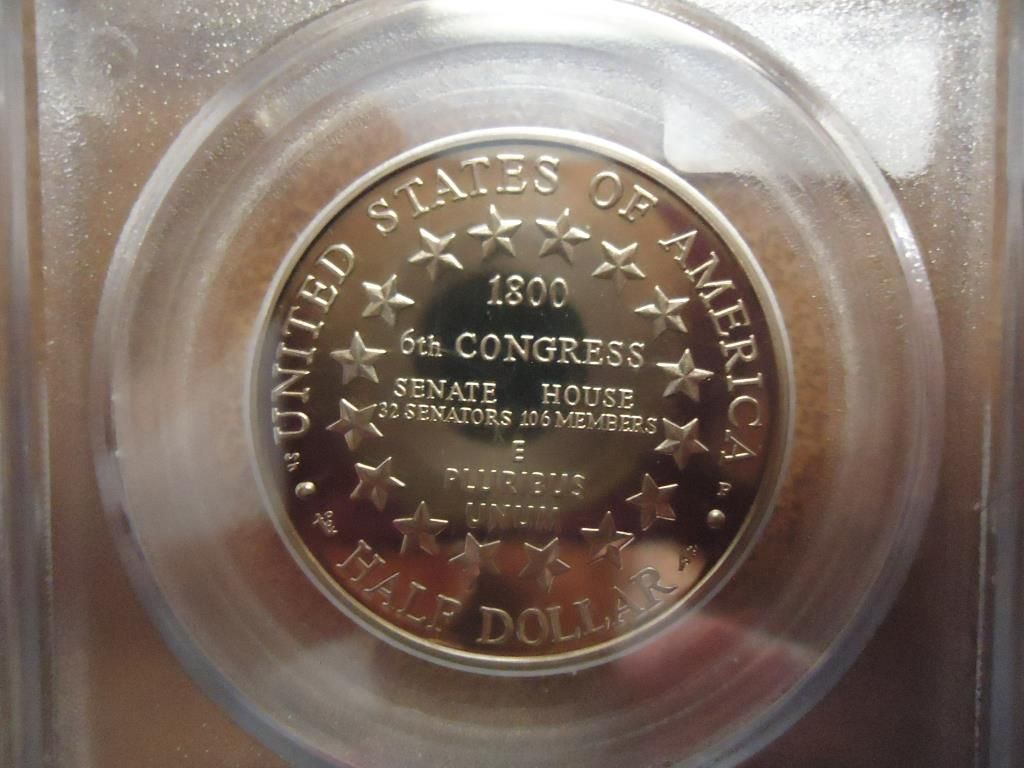 UNITED STATES OF AMERICA
1800
6th CONGRESS
SENATE HOUSE
32 SENATORS 106 MEMBERS
E
PLURIBUS
UNUM
P
HALF DOLLAR